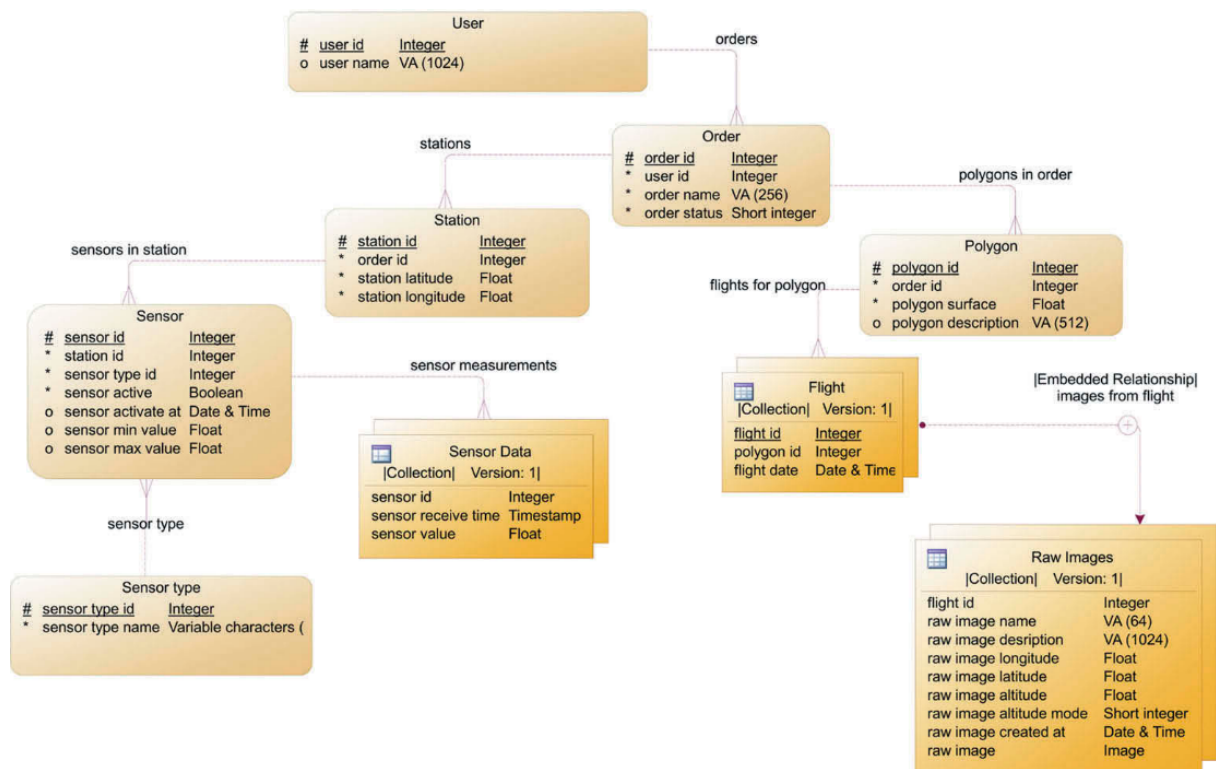 User
# user id Integer
o user name VA (1024)
orders
Order
# order id Integer
* user id Integer
* order name VA (256)
* order status Short integer
stations
polygons in order
Station
# station id Integer
* order id Integer
* station latitude Float
* station longitude Float
Polygon
# polygon id Integer
* order id Integer
* polygon surface Float
o polygon description VA (512)
sensors in station
flights for polygon
Sensor
# sensor id Integer
* station id Integer
* sensor type id Integer
* sensor active Boolean
o sensor activate at Date & Time
o sensor min value Float
o sensor max value Float
sensor measurements
Flight
|Collection| Version: 1|
flight id Integer
polygon id Integer
flight date Date & Time
|Embedded Relationship|
images from flight
Sensor Data
|Collection| Version: 1|
sensor id Integer
sensor receive time Timestamp
sensor value Float
sensor type
Sensor type
# sensor type id Integer
* sensor type name Variable characters (
Raw Images
|Collection| Version: 1|
flight id Integer
raw image name VA (64)
raw image desription VA (1024)
raw image longitude Float
raw image latitude Float
raw image altitude Float
raw image altitude mode Short integer
raw image created at Date & Time
raw image Image